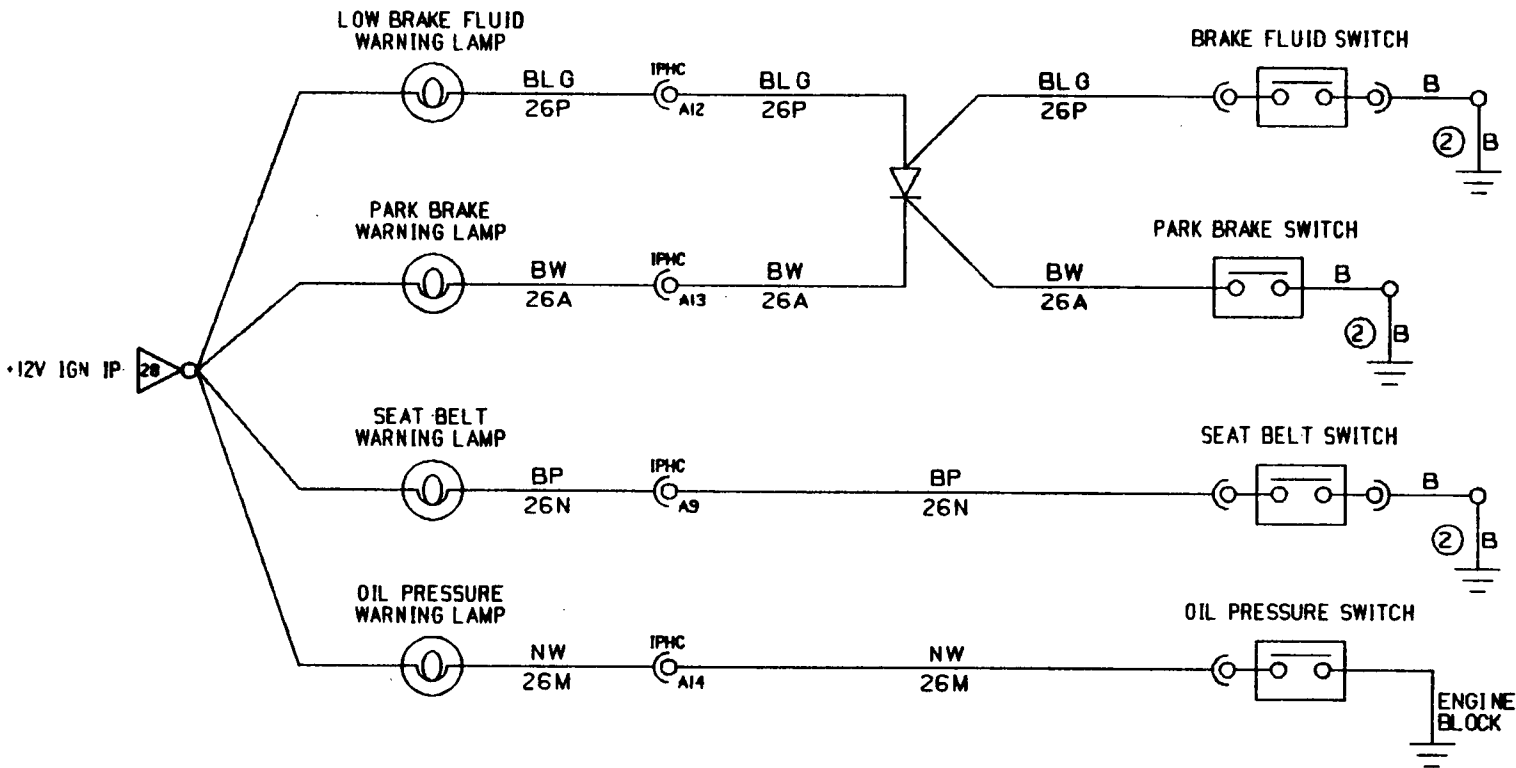 LOW BRAKE FLUID
WARNING LAMP
BLG
26P
IPHC
A12
BLG
26P
BLG
26P
BRAKE FLUID SWITCH
B
2
B
PARK BRAKE
WARNING LAMP
BW
26A
IPHC
A13
BW
26A
BW
26A
PARK BRAKE SWITCH
B
2
B
+12V IGN IP
28
SEAT BELT
WARNING LAMP
BP
26N
IPHC
A9
BP
26N
SEAT BELT SWITCH
B
2
B
OIL PRESSURE
WARNING LAMP
NW
26M
IPHC
A14
NW
26M
OIL PRESSURE SWITCH
ENGINE
BLOCK